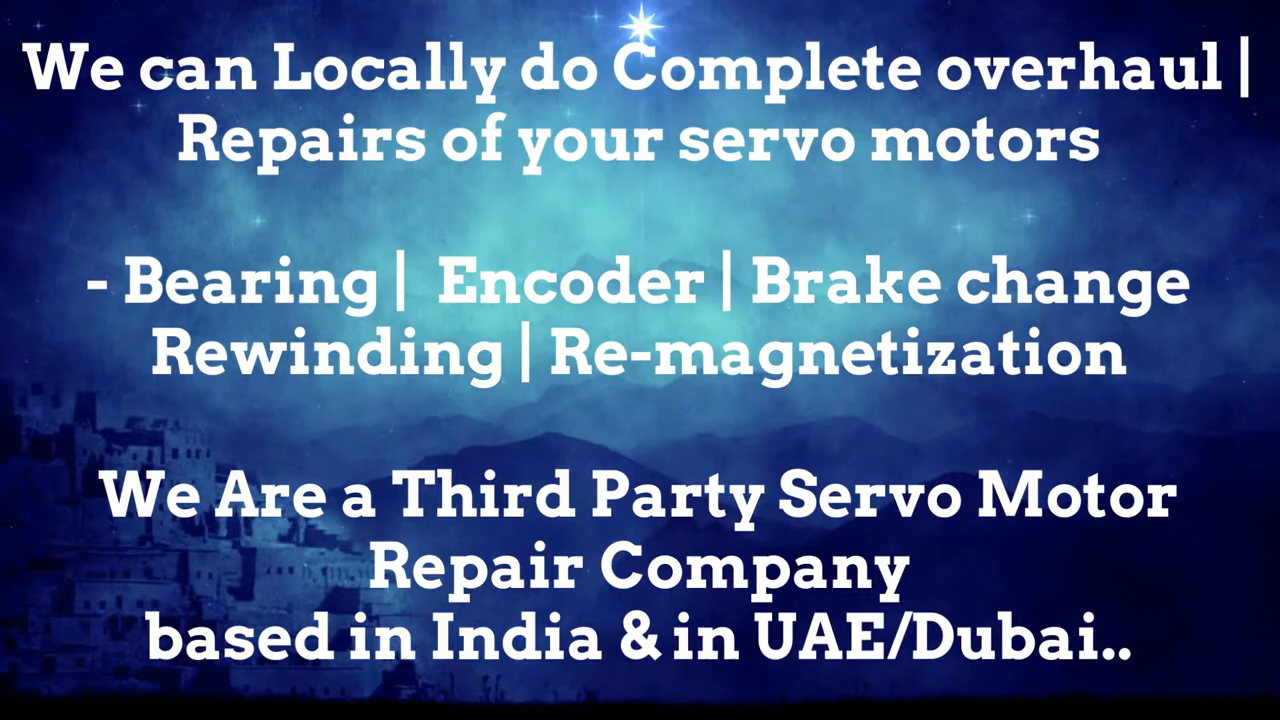 We can Locally do Complete overhaul |
Repairs of your servo motors
- Bearing | Encoder | Brake change
Rewinding | Re-magnetization
We Are a Third Party Servo Motor
Repair Company
based in India & in UAE/Dubai..